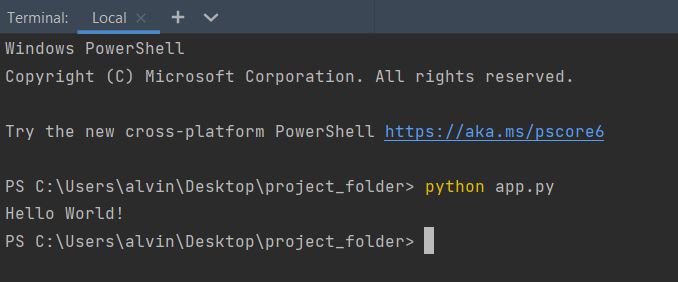 Terminal: Local × + ⌄
Windows PowerShell
Copyright (C) Microsoft Corporation. All rights reserved.
Try the new cross-platform PowerShell https://aka.ms/pscore6
PS C:\Users\alvin\Desktop\project_folder> python app.py
Hello World!
PS C:\Users\alvin\Desktop\project_folder>